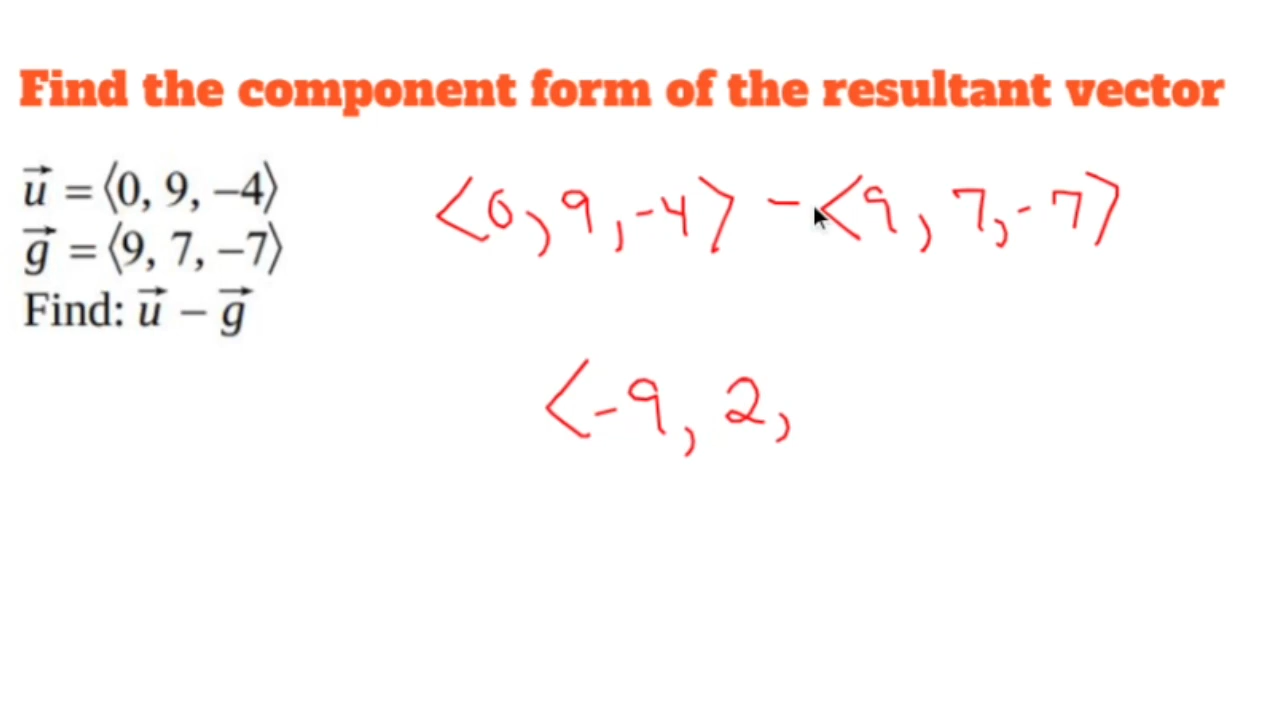 Find the component form of the resultant vector
u⃗ = ⟨0, 9, −4⟩
g⃗ = ⟨9, 7, −7⟩
Find: u⃗ − g⃗
⟨0, 9, -4⟩ - ⟨9, 7, -7⟩
⟨-9, 2,